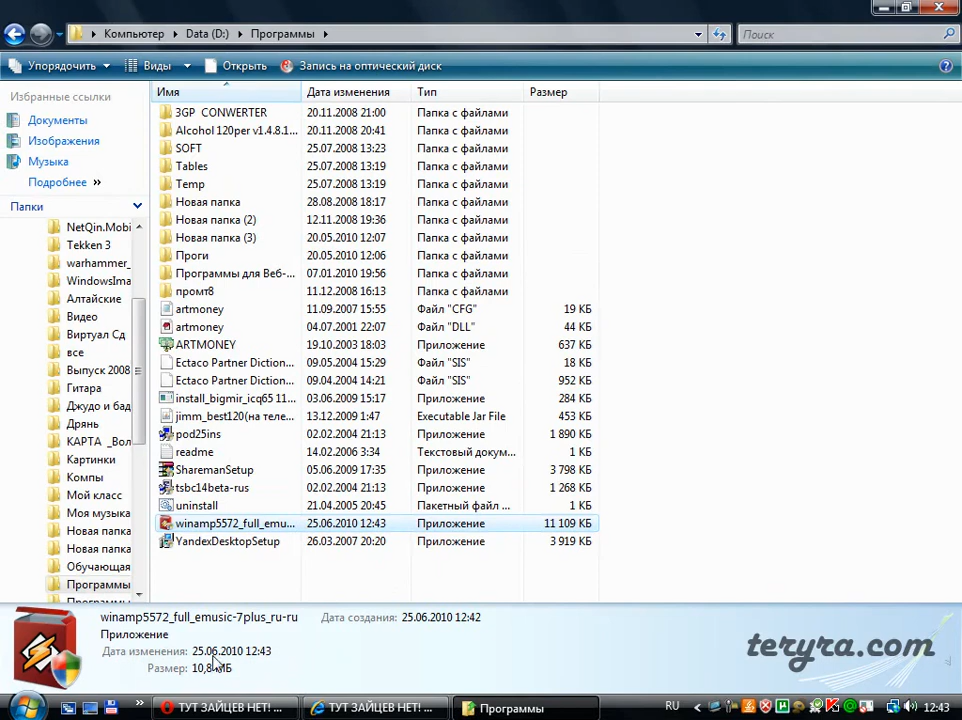 Компьютер
Data (D:)
Программы
Поиск
Упорядочить
Виды
Открыть
Запись на оптический диск
Избранные ссылки
Документы
Изображения
Музыка
Подробнее »
Папки
NetQin.Mobi
Tekken 3
warhammer_
WindowsIma
Алтайские
Видео
Виртуал Сд
все
Выпуск 2008
Гитара
Джудо и бад
Дрянь
КАРТА _Вол
Картинки
Компы
Мой класс
Моя музыка
Новая папка
Новая папка
Обучающая
Программы
Имя Дата изменения Тип Размер
3GP CONWERTER 20.11.2008 21:00 Папка с файлами
Alcohol 120per v1.4.8.1... 20.11.2008 20:41 Папка с файлами
SOFT 25.07.2008 13:23 Папка с файлами
Tables 25.07.2008 13:19 Папка с файлами
Temp 25.07.2008 13:19 Папка с файлами
Новая папка 28.08.2008 18:17 Папка с файлами
Новая папка (2) 12.11.2008 19:36 Папка с файлами
Новая папка (3) 20.05.2010 12:07 Папка с файлами
Проги 20.05.2010 12:06 Папка с файлами
Программы для Веб-... 07.01.2010 19:56 Папка с файлами
промт8 11.12.2008 16:13 Папка с файлами
artmoney 11.09.2007 15:55 Файл "CFG" 19 КБ
artmoney 04.07.2001 22:07 Файл "DLL" 44 КБ
ARTMONEY 19.10.2003 18:03 Приложение 637 КБ
Ectaco Partner Diction... 09.05.2004 15:29 Файл "SIS" 18 КБ
Ectaco Partner Diction... 09.04.2004 14:21 Файл "SIS" 952 КБ
install_bigmir_icq65 11... 03.06.2009 15:17 Приложение 284 КБ
jimm_best120(на теле... 13.12.2009 1:47 Executable Jar File 453 КБ
pod25ins 02.02.2004 21:13 Приложение 1 890 КБ
readme 14.02.2006 3:34 Текстовый докум... 1 КБ
SharemanSetup 05.06.2009 17:35 Приложение 3 798 КБ
tsbc14beta-rus 02.02.2004 21:13 Приложение 1 268 КБ
uninstall 21.04.2005 20:45 Пакетный файл ... 1 КБ
winamp5572_full_emu... 25.06.2010 12:43 Приложение 11 109 КБ
YandexDesktopSetup 26.03.2007 20:20 Приложение 3 919 КБ
winamp5572_full_emusic-7plus_ru-ru Дата создания: 25.06.2010 12:42
Приложение
Дата изменения: 25.06.2010 12:43
Размер: 10,8 МБ
teryra.com
ТУТ ЗАЙЦЕВ НЕТ! ...
ТУТ ЗАЙЦЕВ НЕТ! ...
Программы
RU
12:43